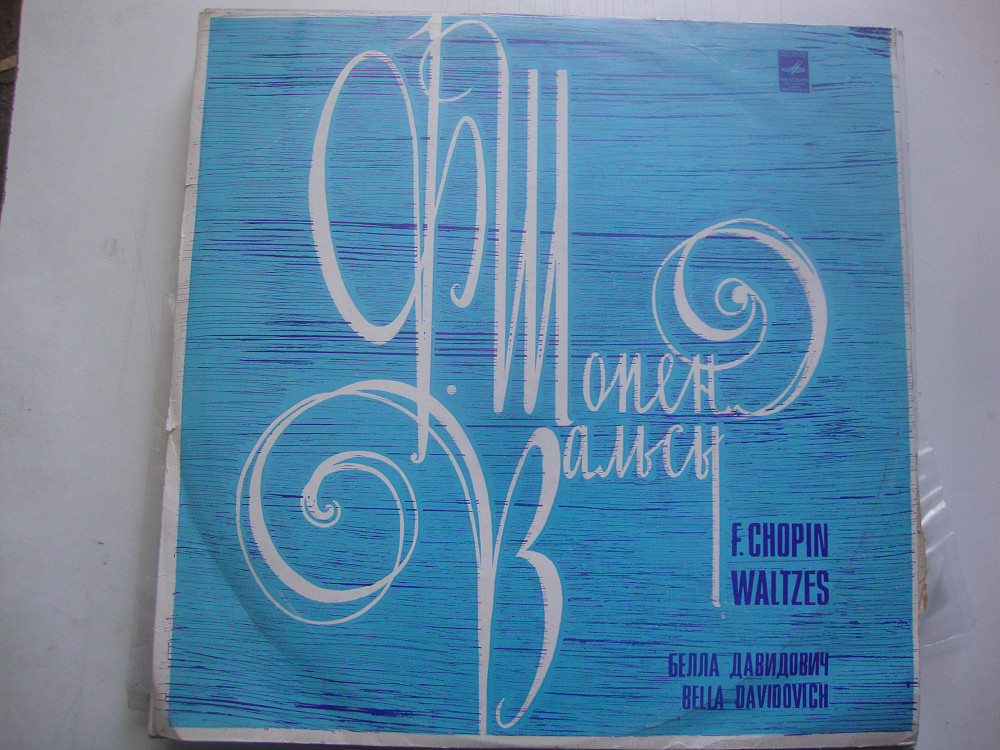 Ф. Шопен
Вальсы
F. CHOPIN
WALTZES
БЕЛЛА ДАВИДОВИЧ
BELLA DAVIDOVICH